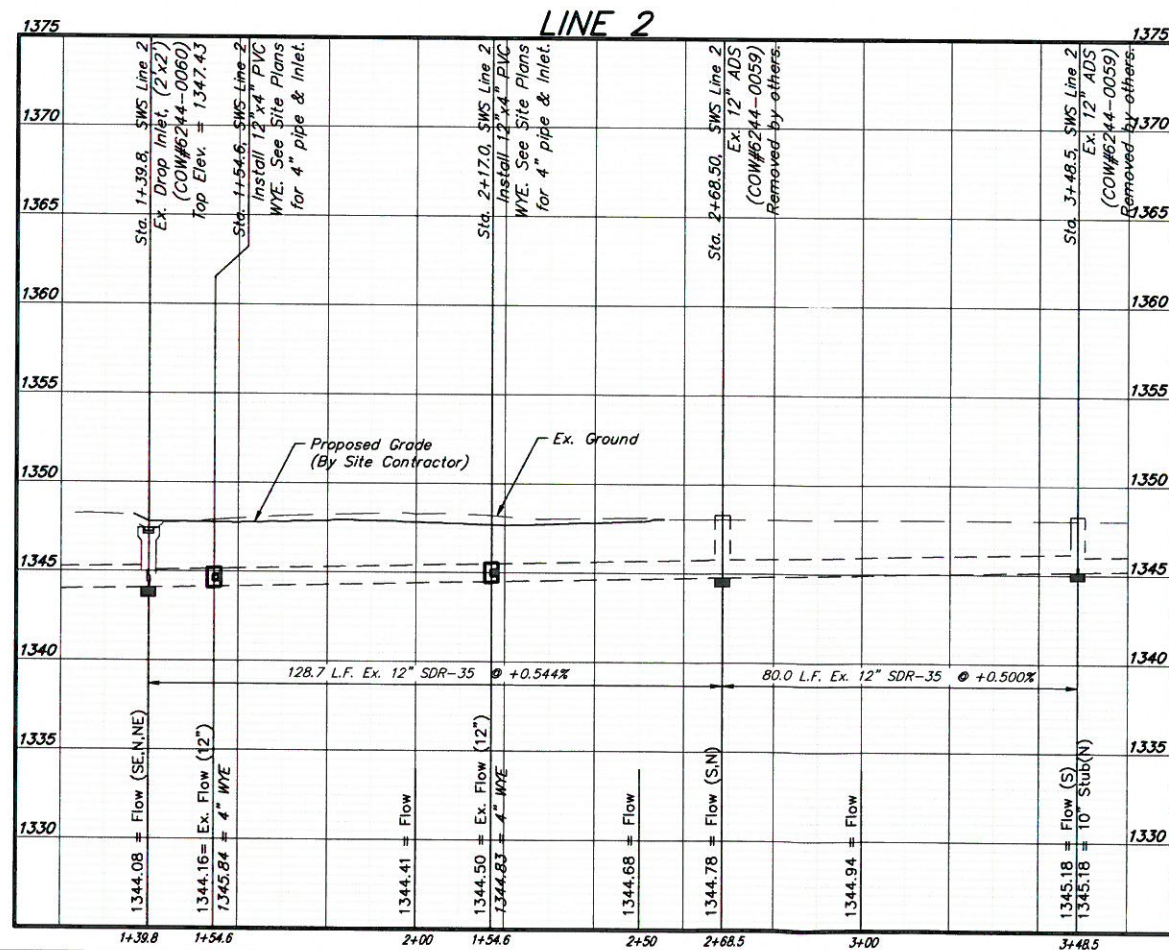 LINE 2
1375
1375
1370
1370
1365
1365
1360
1360
1355
1355
1350
1350
1345
1345
1340
1340
1335
1335
1330
1330
Sta. 1+39.8, SWS Line 2
Ex. Drop Inlet, (2'x2')
(COW#6244-0060)
Top Elev. = 1347.43
Sta. 1+54.6, SWS Line 2
Install 12"x4" PVC
WYE. See Site Plans
for 4" pipe & Inlet.
Sta. 2+17.0, SWS Line 2
Install 12"x4" PVC
WYE. See Site Plans
for 4" pipe & Inlet.
Sta. 2+68.50, SWS Line 2
Ex. 12" ADS
(COW#6244-0059)
Removed by others.
Sta. 3+48.5, SWS Line 2
Ex. 12" ADS
(COW#6244-0059)
Removed by others.
Proposed Grade
(By Site Contractor)
Ex. Ground
128.7 L.F. Ex. 12" SDR-35 @ +0.544%
80.0 L.F. Ex. 12" SDR-35 @ +0.500%
1344.08 = Flow (SE,N,NE)
1344.16= Ex. Flow (12")
1345.84 = 4" WYE
1344.41 = Flow
1344.50 = Ex. Flow (12")
1344.83 = 4" WYE
1344.68 = Flow
1344.78 = Flow (S,N)
1344.94 = Flow
1345.18 = Flow (S)
1345.18 = 10" Stub(N)
1+39.8
1+54.6
2+00
1+54.6
2+50
2+68.5
3+00
3+48.5